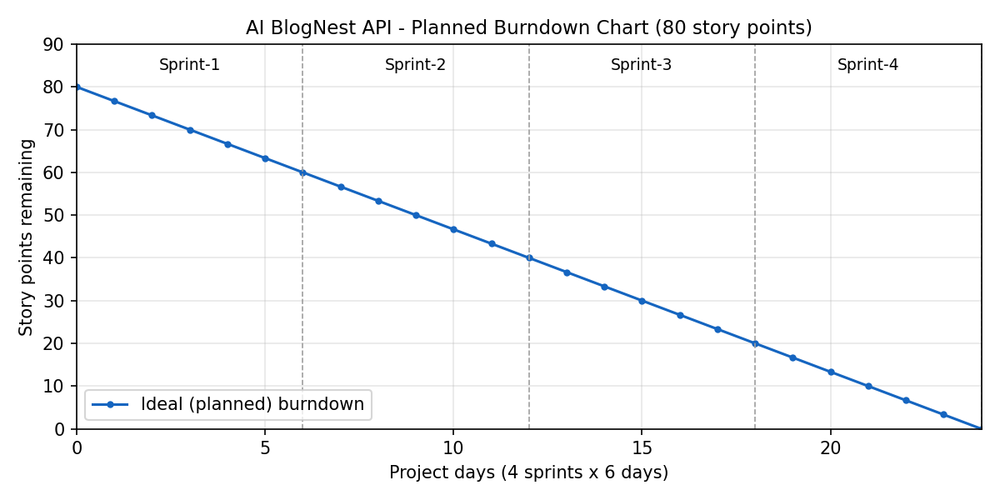 AI BlogNest API - Planned Burndown Chart (80 story points)
90
80
70
60
50
40
30
20
10
0
Story points remaining
Sprint-1
Sprint-2
Sprint-3
Sprint-4
Ideal (planned) burndown
0
5
10
15
20
Project days (4 sprints x 6 days)